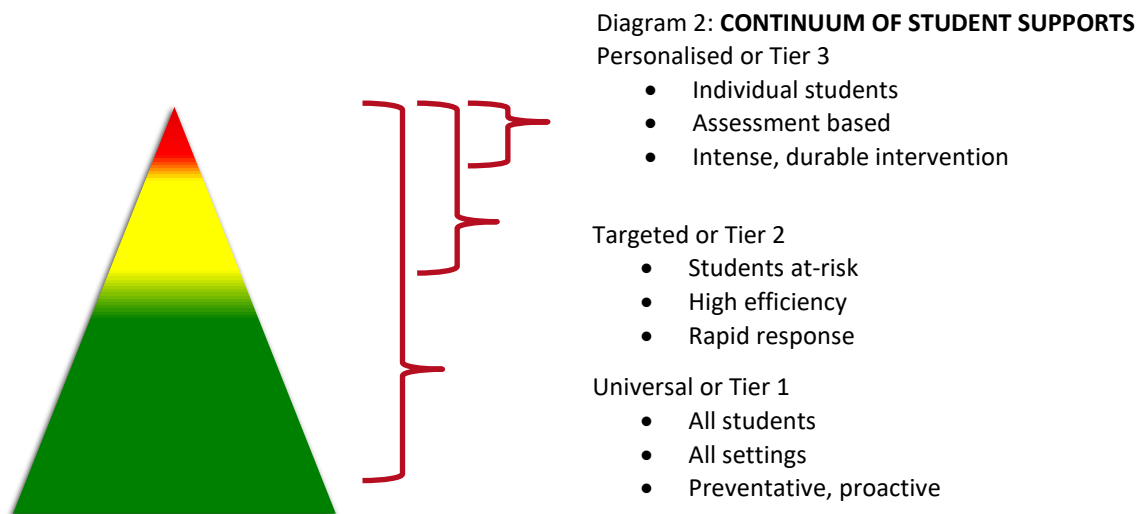 Diagram 2: CONTINUUM OF STUDENT SUPPORTS
Personalised or Tier 3
• Individual students
• Assessment based
• Intense, durable intervention
Targeted or Tier 2
• Students at-risk
• High efficiency
• Rapid response
Universal or Tier 1
• All students
• All settings
• Preventative, proactive